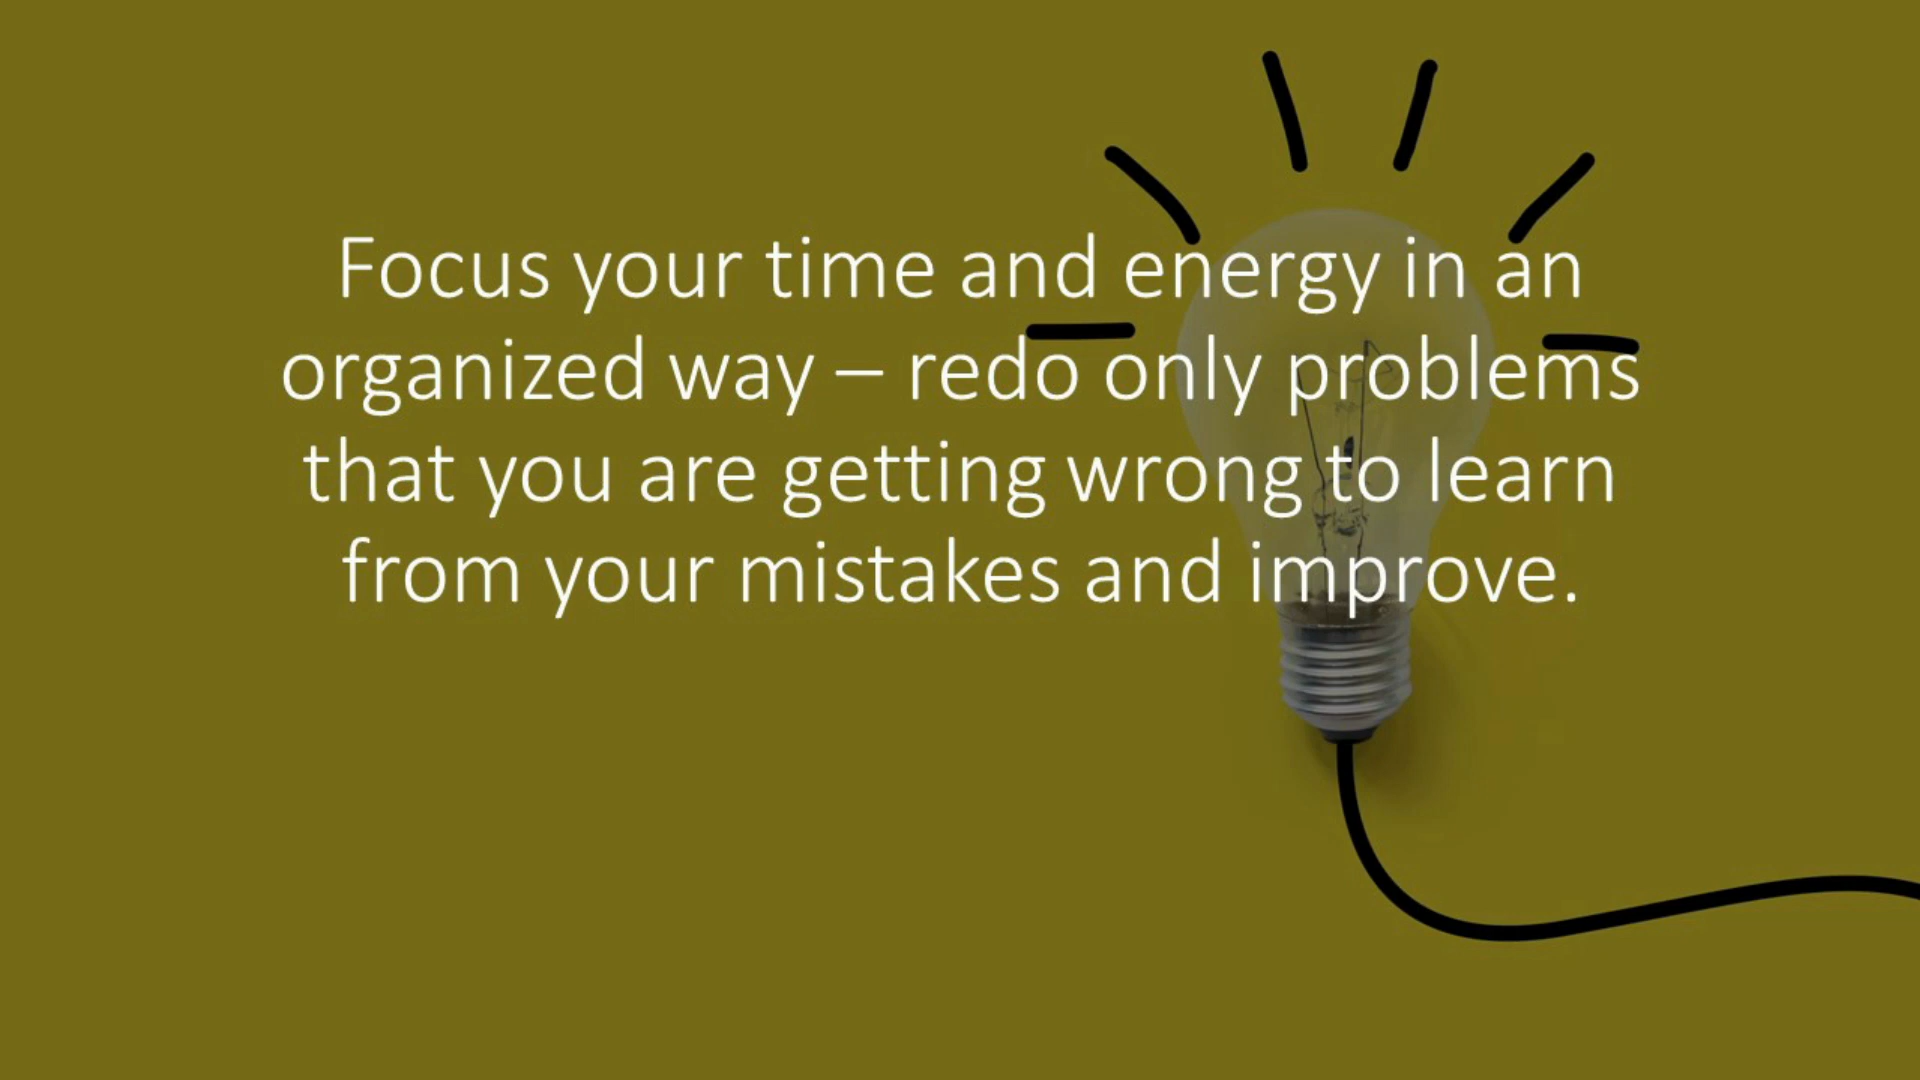 Focus your time and energy in an
organized way – redo only problems
that you are getting wrong to learn
from your mistakes and improve.